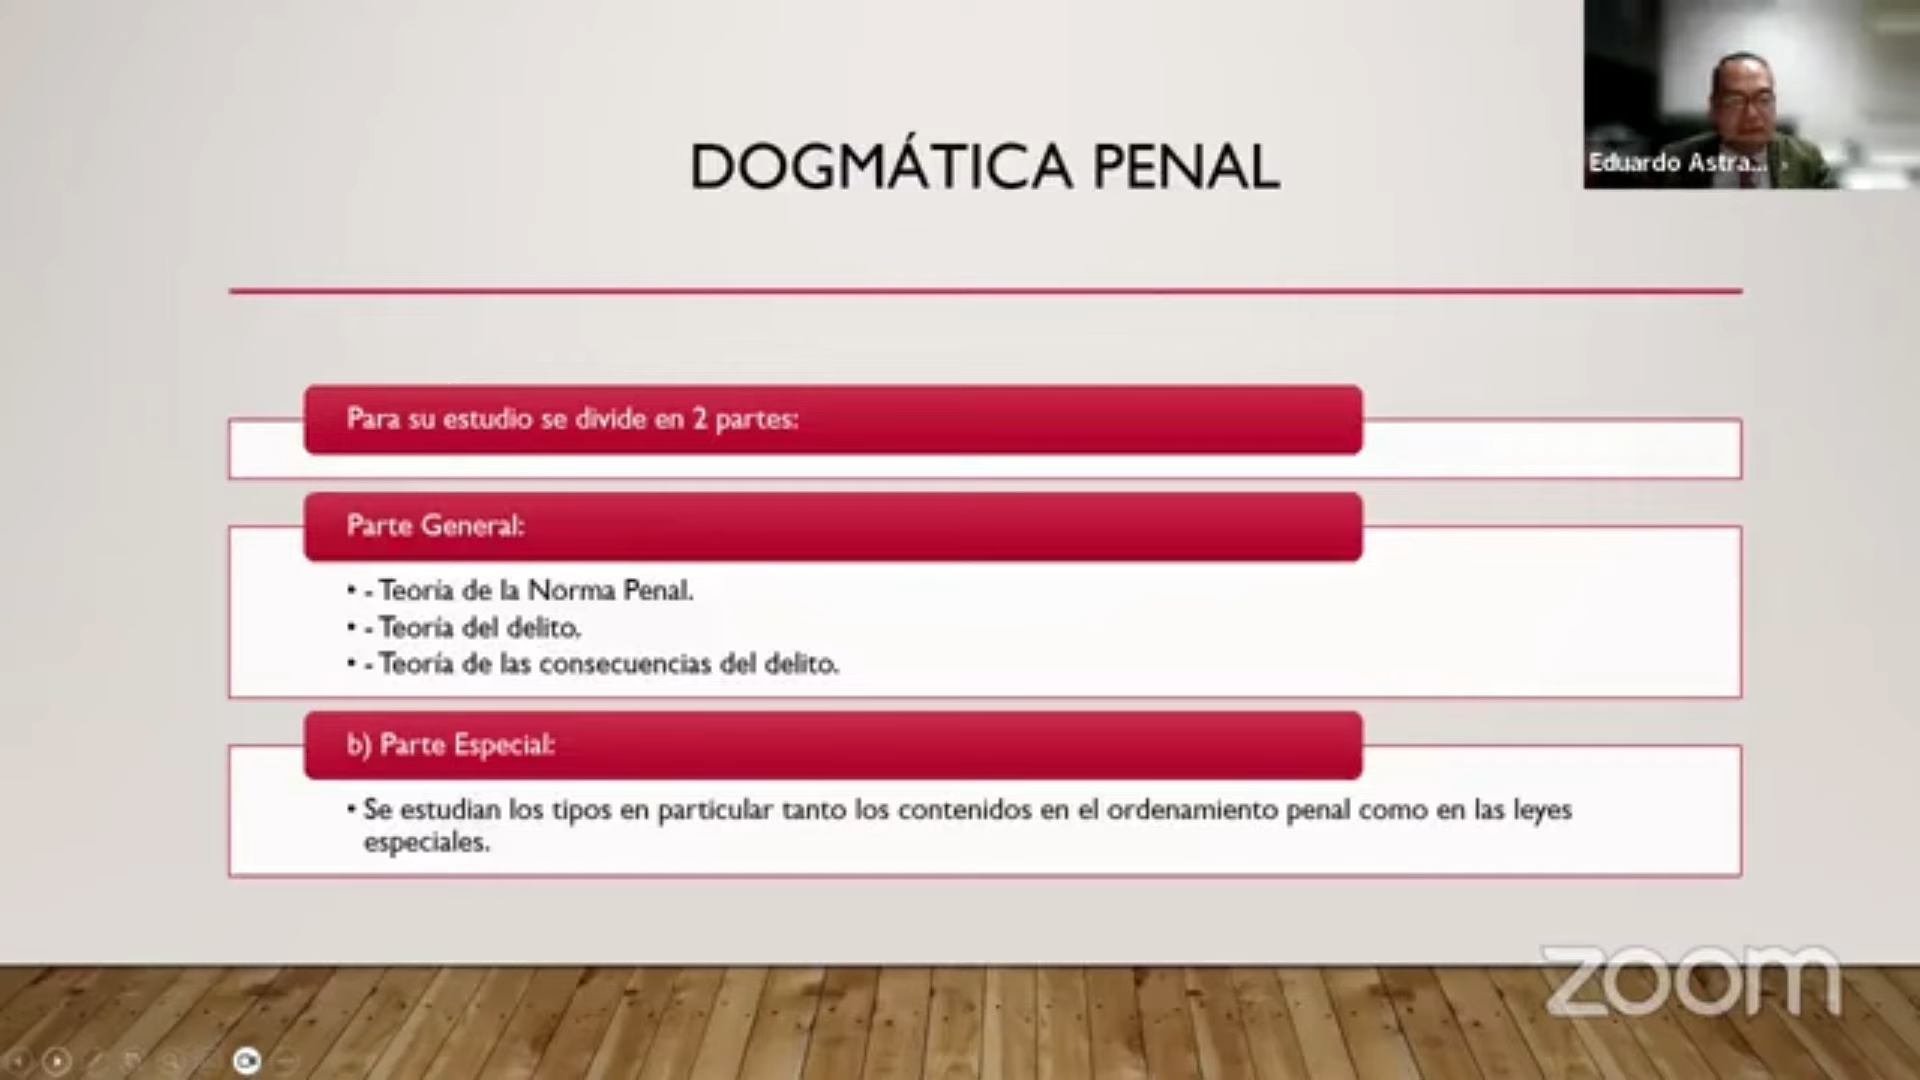 DOGMÁTICA PENAL
Eduardo Astra...
Para su estudio se divide en 2 partes:
Parte General:
• - Teoría de la Norma Penal.
• - Teoría del delito.
• - Teoría de las consecuencias del delito.
b) Parte Especial:
• Se estudian los tipos en particular tanto los contenidos en el ordenamiento penal como en las leyes
especiales.
zoom